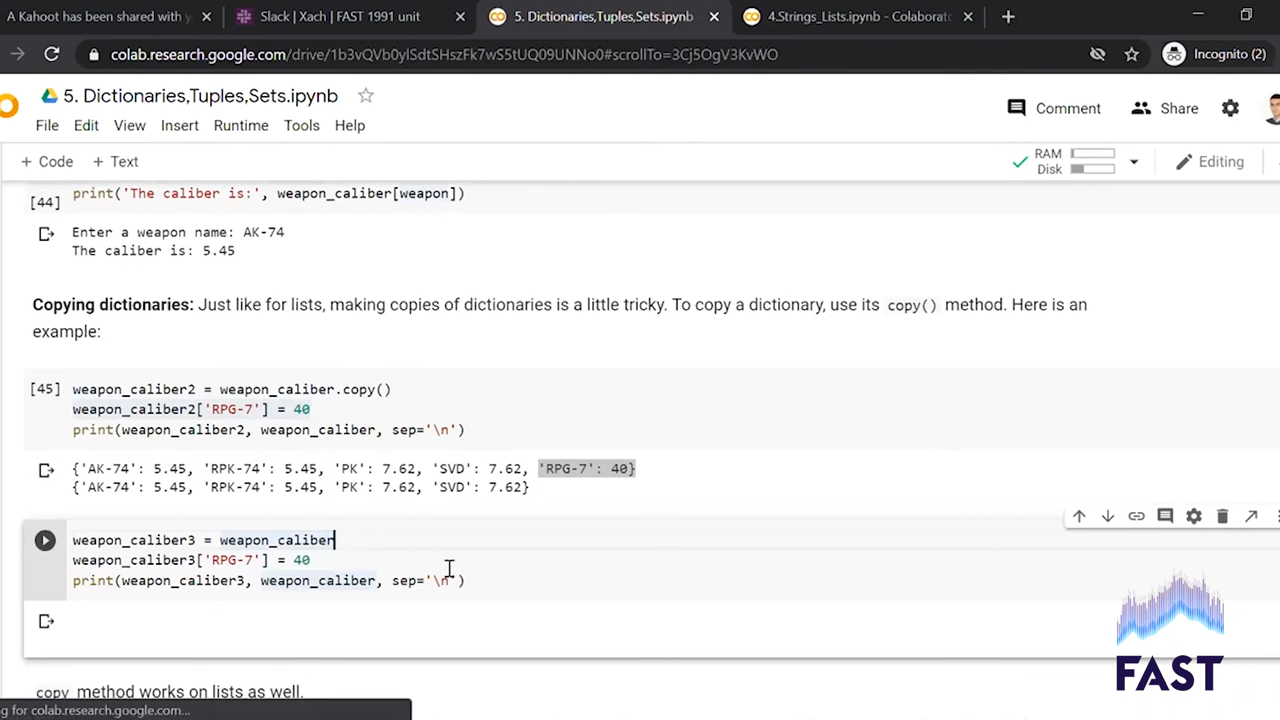 A Kahoot has been shared with y
Slack | Xach | FAST 1991 unit
5. Dictionaries,Tuples,Sets.ipynb
4.Strings_Lists.ipynb - Colaborato
colab.research.google.com/drive/1b3vQVb0ylSdtSHszFk7wS5tUQ09UNNo0#scrollTo=3Cj5OgV3KvWO
Incognito (2)
5. Dictionaries,Tuples,Sets.ipynb
Comment
Share
File Edit View Insert Runtime Tools Help
+ Code + Text
RAM
Disk
Editing
[44] print('The caliber is:', weapon_caliber[weapon])
Enter a weapon name: AK-74
The caliber is: 5.45
Copying dictionaries: Just like for lists, making copies of dictionaries is a little tricky. To copy a dictionary, use its copy() method. Here is an
example:
[45] weapon_caliber2 = weapon_caliber.copy()
weapon_caliber2['RPG-7'] = 40
print(weapon_caliber2, weapon_caliber, sep='\n')
{'AK-74': 5.45, 'RPK-74': 5.45, 'PK': 7.62, 'SVD': 7.62, 'RPG-7': 40}
{'AK-74': 5.45, 'RPK-74': 5.45, 'PK': 7.62, 'SVD': 7.62}
weapon_caliber3 = weapon_caliber
weapon_caliber3['RPG-7'] = 40
print(weapon_caliber3, weapon_caliber, sep='\n')
copy method works on lists as well.
g for colab.research.google.com...
FAST